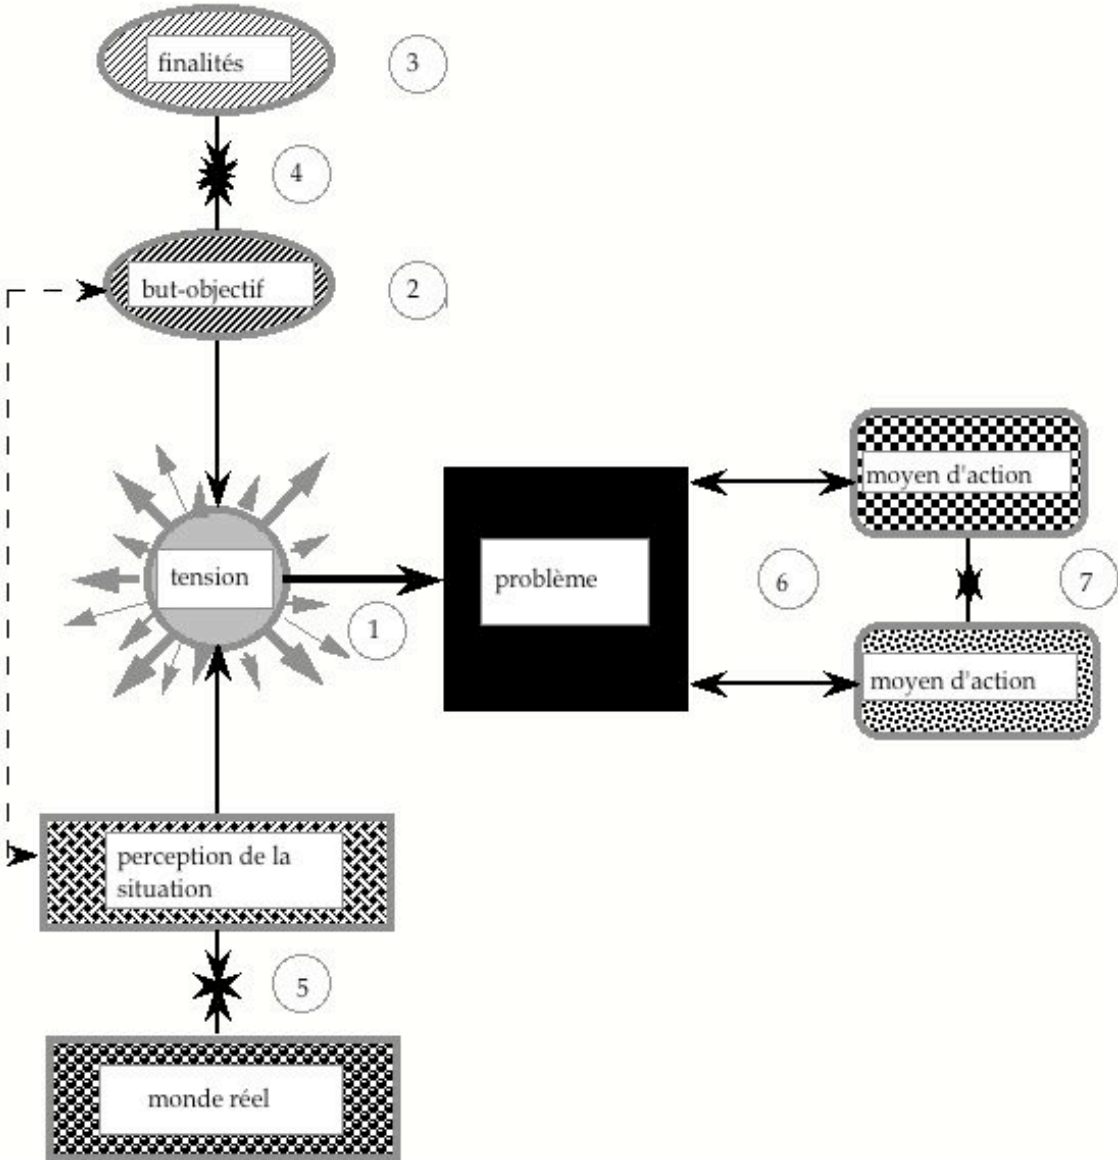 finalités
3
4
but-objectif
2
moyen d'action
tension
problème
6
7
1
moyen d'action
perception de la
situation
5
monde réel